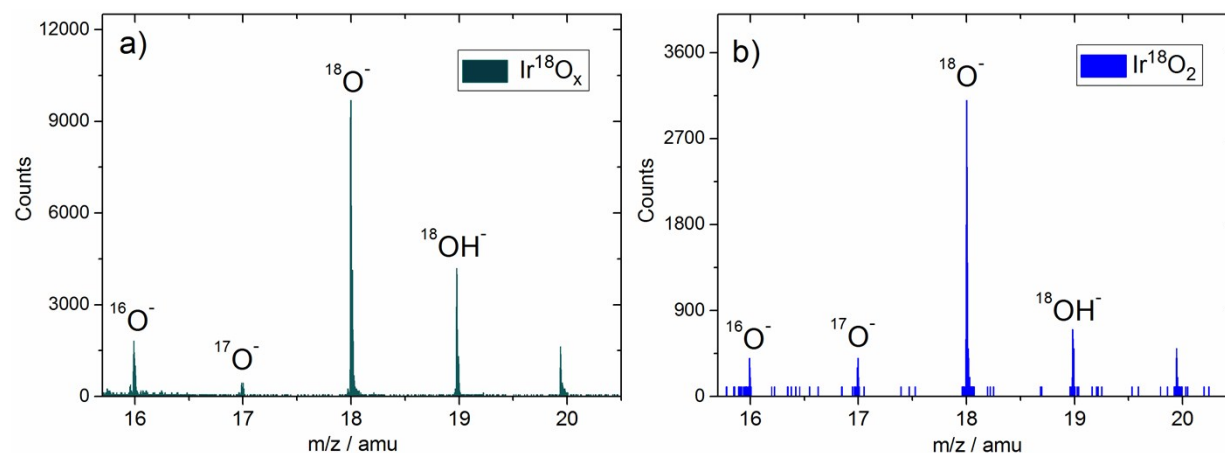 a)
Ir¹⁸Oₓ
12000
9000
6000
3000
0
Counts
¹⁶O⁻
¹⁷O⁻
¹⁸O⁻
¹⁸OH⁻
16 17 18 19 20
m/z / amu
b)
Ir¹⁸O₂
3600
2700
1800
900
0
Counts
¹⁶O⁻
¹⁷O⁻
¹⁸O⁻
¹⁸OH⁻
16 17 18 19 20
m/z / amu